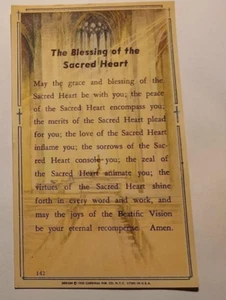 The Blessing of the
Sacred Heart
May the grace and blessing of the
Sacred Heart be with you; the peace
of the Sacred Heart encompass you;
the merits of the Sacred Heart plead
for you; the love of the Sacred Heart
inflame you; the sorrows of the Sac-
red Heart console you; the zeal of
the Sacred Heart animate you; the
virtues of the Sacred Heart shine
forth in every word and work, and
may the joys of the Beatific Vision
be your eternal recompense. Amen.